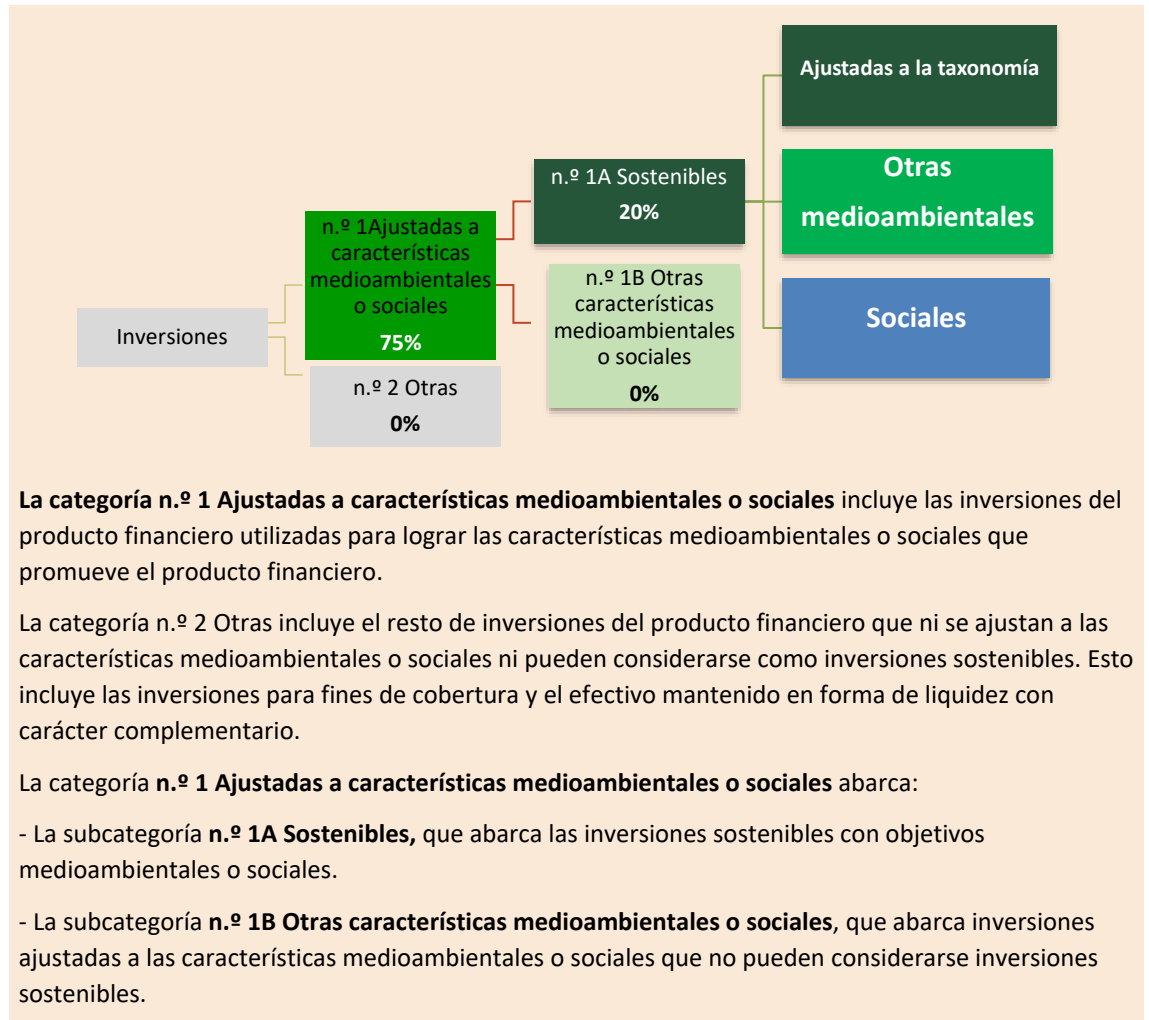 Ajustadas a la taxonomía
Otras
medioambientales
Sociales
n.º 1A Sostenibles
20%
n.º 1Ajustadas a
características
medioambientales
o sociales
75%
n.º 1B Otras
características
medioambientales
o sociales
0%
Inversiones
n.º 2 Otras
0%
La categoría n.º 1 Ajustadas a características medioambientales o sociales incluye las inversiones del
producto financiero utilizadas para lograr las características medioambientales o sociales que
promueve el producto financiero.
La categoría n.º 2 Otras incluye el resto de inversiones del producto financiero que ni se ajustan a las
características medioambientales o sociales ni pueden considerarse como inversiones sostenibles. Esto
incluye las inversiones para fines de cobertura y el efectivo mantenido en forma de liquidez con
carácter complementario.
La categoría n.º 1 Ajustadas a características medioambientales o sociales abarca:
- La subcategoría n.º 1A Sostenibles, que abarca las inversiones sostenibles con objetivos
medioambientales o sociales.
- La subcategoría n.º 1B Otras características medioambientales o sociales, que abarca inversiones
ajustadas a las características medioambientales o sociales que no pueden considerarse inversiones
sostenibles.